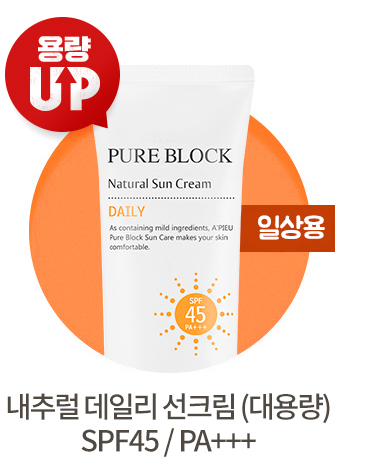 용량
UP
PURE BLOCK
Natural Sun Cream
DAILY
As containing mild ingredients, A'PIEU
Pure Block Sun Care makes your skin
comfortable.
일상용
SPF
45
PA+++
내추럴 데일리 선크림 (대용량)
SPF45 / PA+++